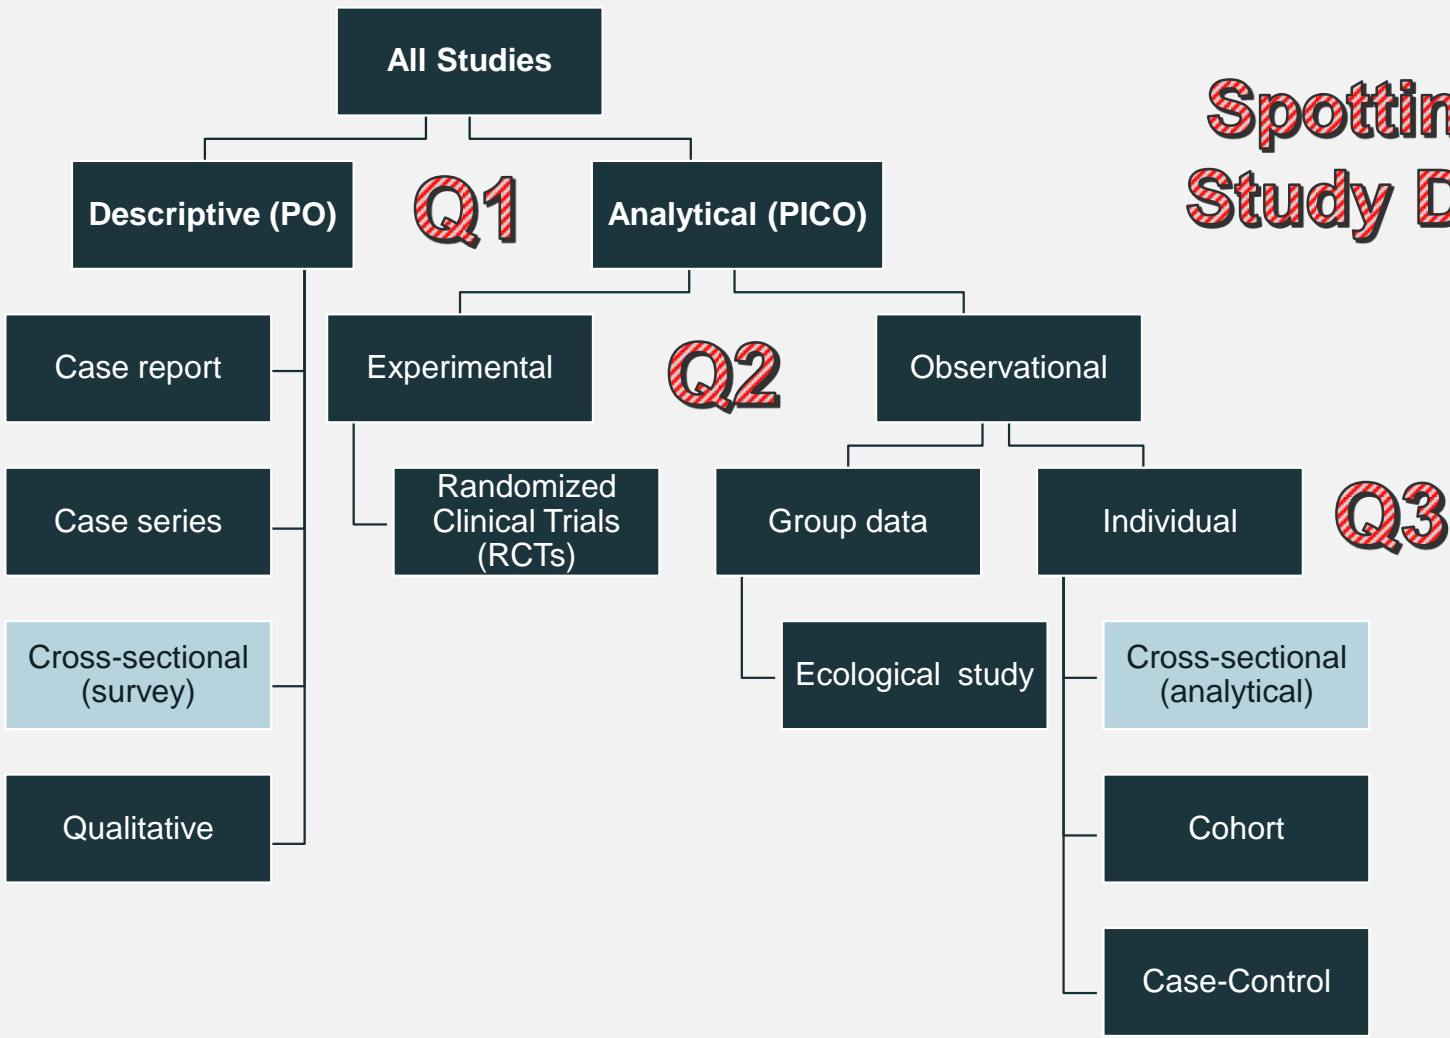 All Studies
Spottin
Study D
Descriptive (PO)
Q1
Analytical (PICO)
Case report
Experimental
Q2
Observational
Case series
Randomized
Clinical Trials
(RCTs)
Group data
Individual
Q3
Cross-sectional
(survey)
Ecological study
Cross-sectional
(analytical)
Qualitative
Cohort
Case-Control